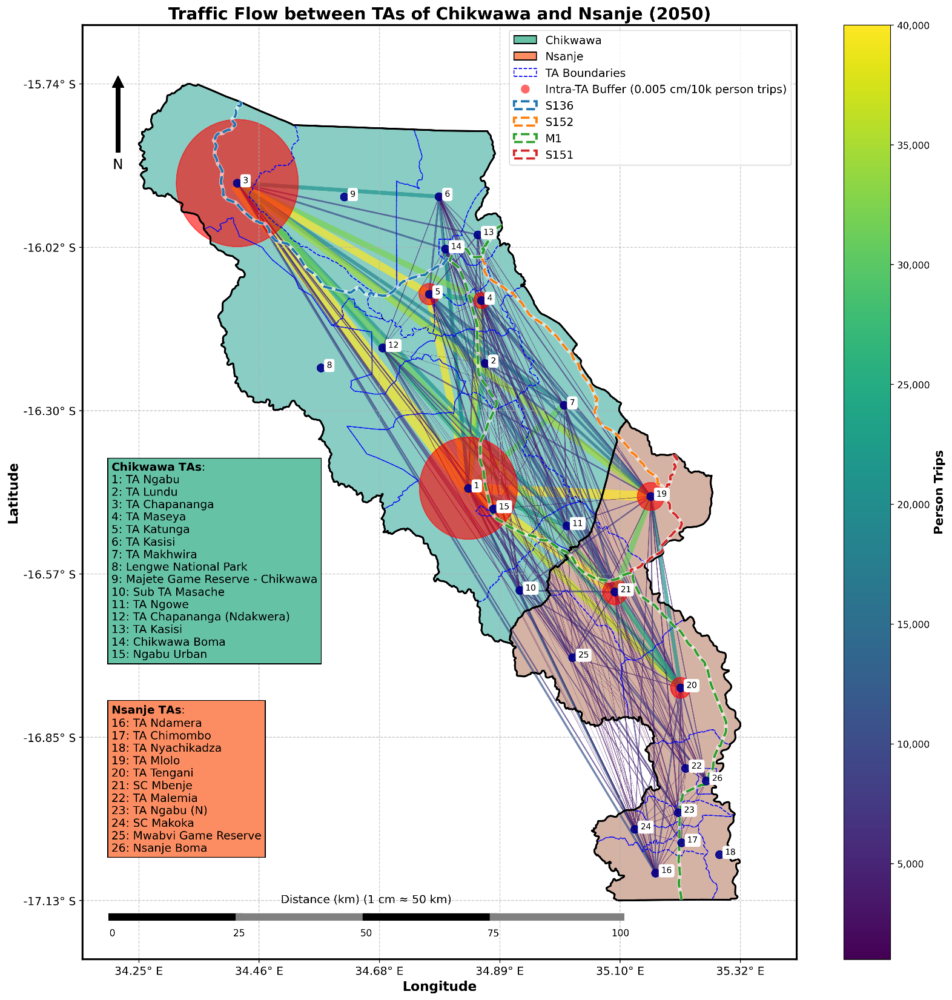 Traffic Flow between TAs of Chikwawa and Nsanje (2050)
Chikwawa
Nsanje
TA Boundaries
Intra-TA Buffer (0.005 cm/10k person trips)
S136
S152
M1
S151
N
-15.74° S
-16.02° S
-16.30° S
-16.57° S
-16.85° S
-17.13° S
Latitude
3
9
6
13
14
5
4
12
2
8
7
1
19
15
11
10
21
25
20
22
26
23
24
17
18
16
Chikwawa TAs:
1: TA Ngabu
2: TA Lundu
3: TA Chapananga
4: TA Maseya
5: TA Katunga
6: TA Kasisi
7: TA Makhwira
8: Lengwe National Park
9: Majete Game Reserve - Chikwawa
10: Sub TA Masache
11: TA Ngowe
12: TA Chapananga (Ndakwera)
13: TA Kasisi
14: Chikwawa Boma
15: Ngabu Urban
Nsanje TAs:
16: TA Ndamera
17: TA Chimombo
18: TA Nyachikadza
19: TA Mlolo
20: TA Tengani
21: SC Mbenje
22: TA Malemia
23: TA Ngabu (N)
24: SC Makoka
25: Mwabvi Game Reserve
26: Nsanje Boma
Distance (km) (1 cm ≈ 50 km)
0 25 50 75 100
34.25° E 34.46° E 34.68° E 34.89° E 35.10° E 35.32° E
Longitude
40,000
35,000
30,000
25,000
20,000
15,000
10,000
5,000
Person Trips